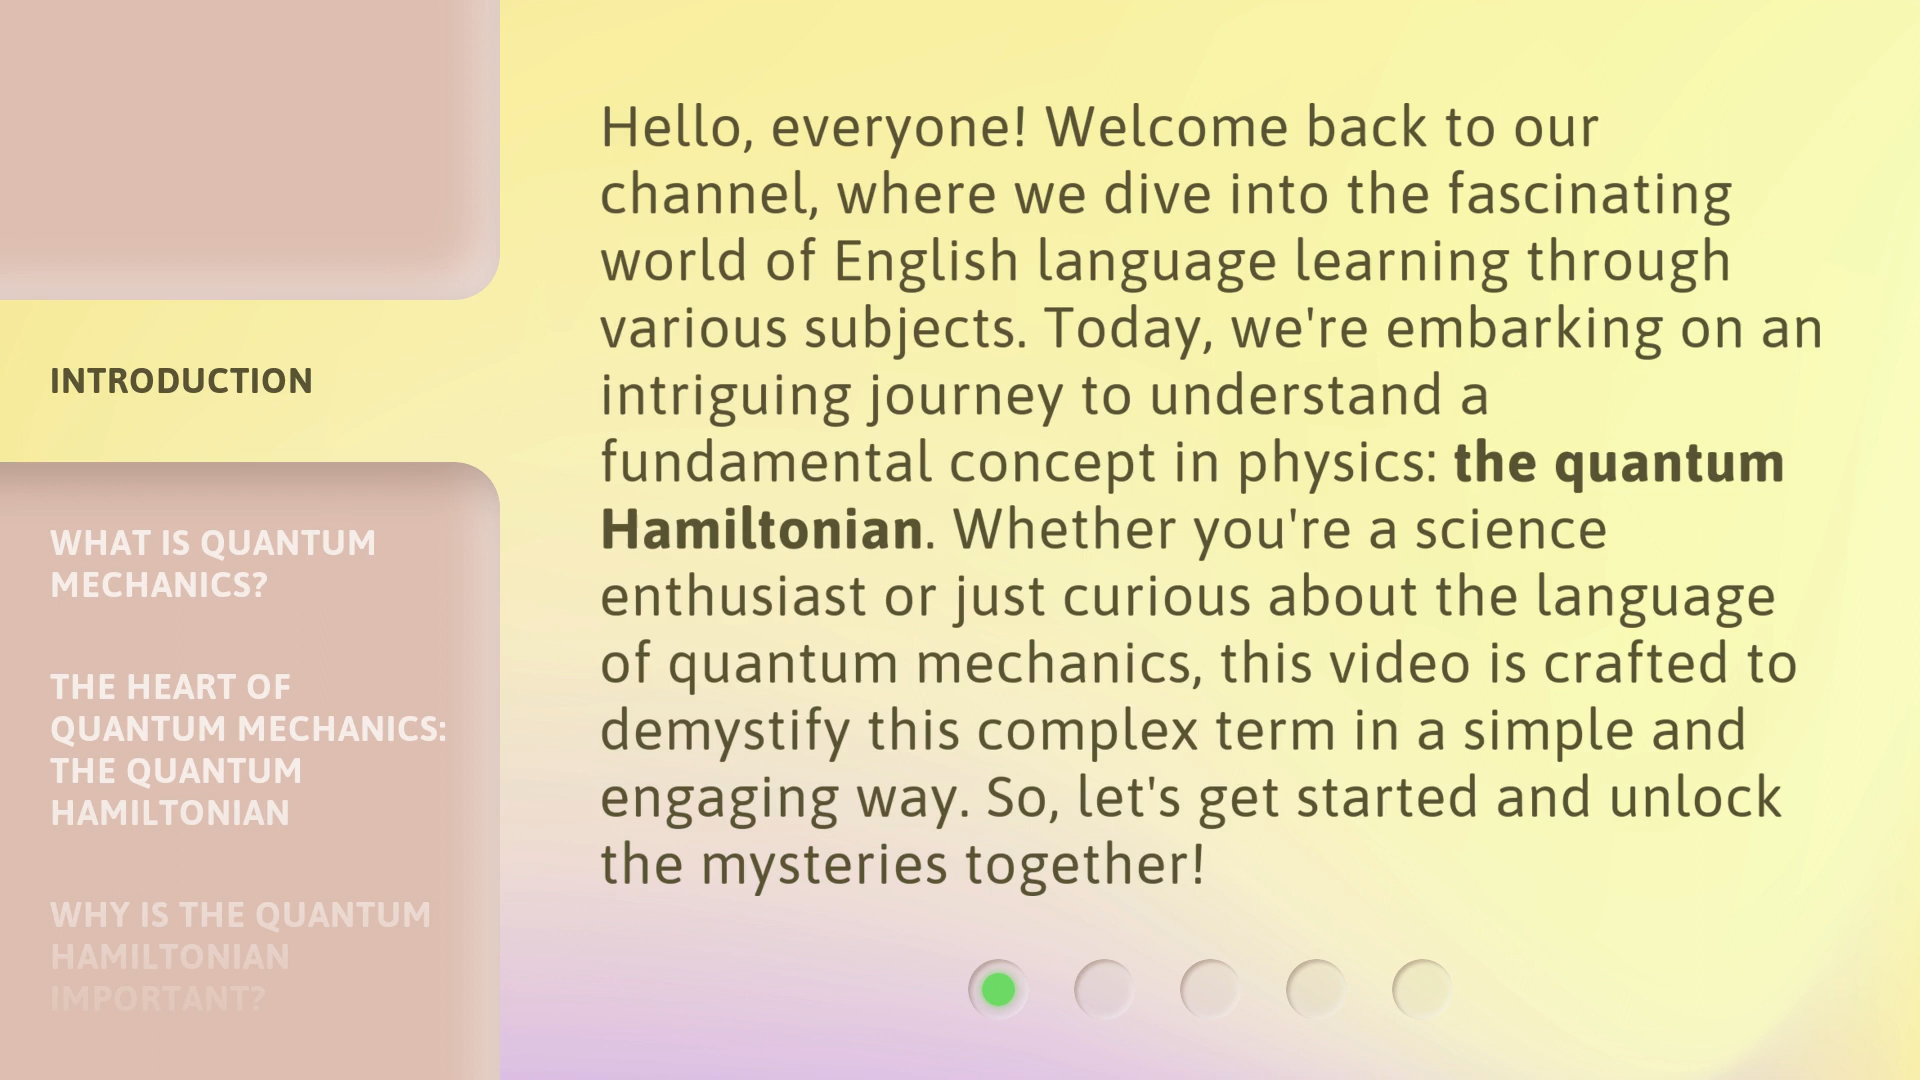 INTRODUCTION
WHAT IS QUANTUM
MECHANICS?
THE HEART OF
QUANTUM MECHANICS:
THE QUANTUM
HAMILTONIAN
WHY IS THE QUANTUM
HAMILTONIAN
IMPORTANT?
Hello, everyone! Welcome back to our
channel, where we dive into the fascinating
world of English language learning through
various subjects. Today, we're embarking on an
intriguing journey to understand a
fundamental concept in physics: the quantum
Hamiltonian. Whether you're a science
enthusiast or just curious about the language
of quantum mechanics, this video is crafted to
demystify this complex term in a simple and
engaging way. So, let's get started and unlock
the mysteries together!